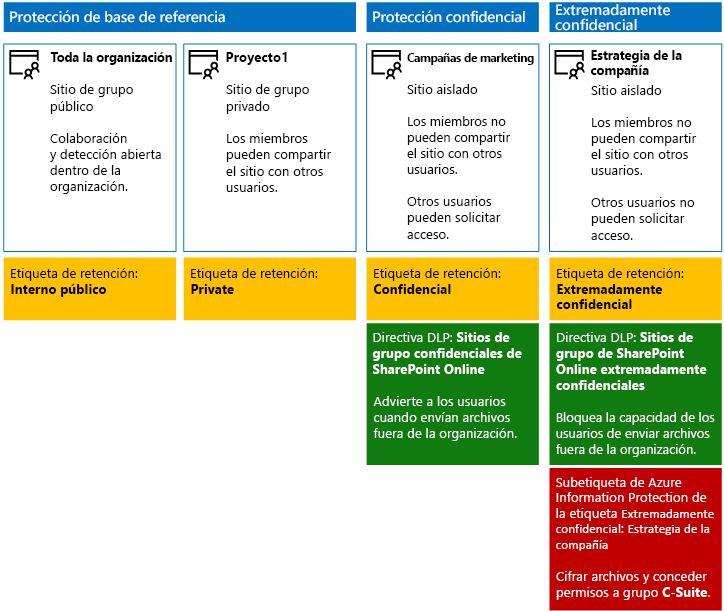 Protección de base de referencia
Protección confidencial
Extremadamente
confidencial
Toda la organización
Sitio de grupo
público
Colaboración
y detección abierta
dentro de la
organización.
Proyecto1
Sitio de grupo
privado
Los miembros
pueden compartir
el sitio con otros
usuarios.
Campañas de marketing
Sitio aislado
Los miembros no
pueden compartir
el sitio con otros
usuarios.
Otros usuarios
pueden solicitar
acceso.
Estrategia de la
compañía
Sitio aislado
Los miembros no
pueden compartir
el sitio con otros
usuarios.
Otros usuarios no
pueden solicitar
acceso.
Etiqueta de retención:
Interno público
Etiqueta de retención:
Private
Etiqueta de retención:
Confidencial
Etiqueta de retención:
Extremadamente
confidencial
Directiva DLP: Sitios de
grupo confidenciales de
SharePoint Online
Advierte a los usuarios
cuando envían archivos
fuera de la organización.
Directiva DLP: Sitios de
grupo de SharePoint
Online extremadamente
confidenciales
Bloquea la capacidad de los
usuarios de enviar archivos
fuera de la organización.
Subetiqueta de Azure
Information Protection de
la etiqueta Extremadamente
confidencial: Estrategia de la
compañía
Cifrar archivos y conceder
permisos a grupo C-Suite.